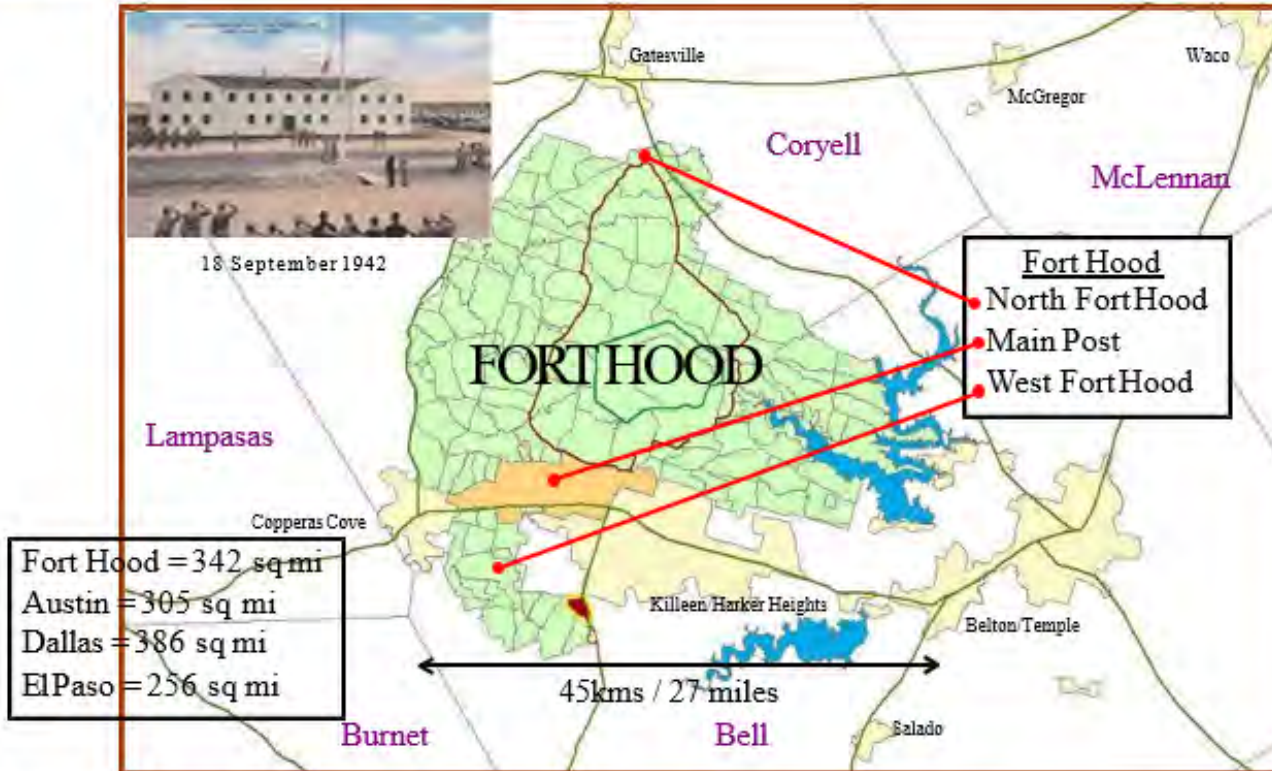 Gatesville
Waco
McGregor
Coryell
McLennan
18 September 1942
Fort Hood
North Fort Hood
Main Post
West Fort Hood
FORT HOOD
Lampasas
Copperas Cove
Fort Hood = 342 sq mi
Austin = 305 sq mi
Dallas = 386 sq mi
El Paso = 256 sq mi
Killeen/Harker Heights
Belton/Temple
45kms / 27 miles
Burnet
Bell
Salado